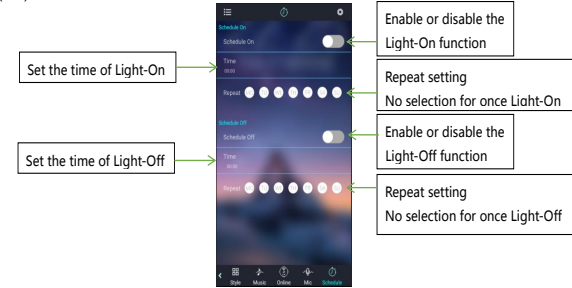 Schedule On
Schedule On
Time
00:00
Repeat
Schedule Off
Schedule Off
Time
00:00
Repeat
Style Music Online Mic Schedule
Set the time of Light-On
Set the time of Light-Off
Enable or disable the
Light-On function
Repeat setting
No selection for once Light-On
Enable or disable the
Light-Off function
Repeat setting
No selection for once Light-Off